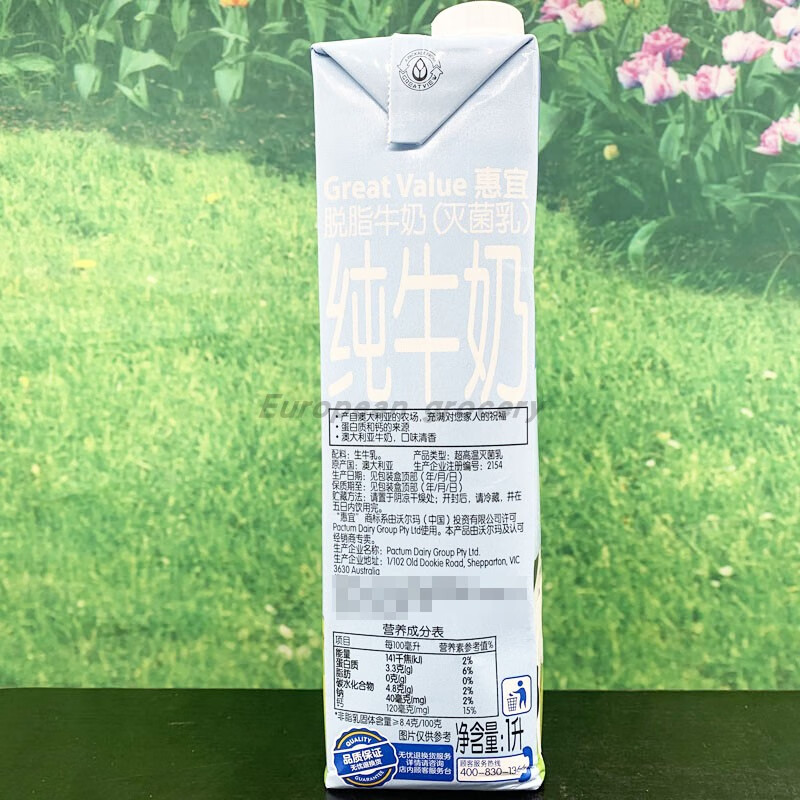 GREATVIEW
Great Value 惠宜
脱脂牛奶（灭菌乳）
纯牛奶
European_grocery
·产自澳大利亚的农场，充满对您家人的祝福
·蛋白质和钙的来源
·澳大利亚牛奶，口味清香
配料：生牛乳。 产品类型：超高温灭菌乳
原产国：澳大利亚 生产企业注册编号：2154
生产日期：见包装盒顶部（年/月/日）
保质期至：见包装盒顶部（年/月/日）
贮藏方法：请置于阴凉干燥处；开封后，请冷藏，并在
五日内饮用完。
“惠宜”商标系由沃尔玛（中国）投资有限公司许可
Pactum Dairy Group Pty Ltd使用。本产品由沃尔玛及认可
经销商专卖。
生产企业名称：Pactum Dairy Group Pty Ltd.
生产企业地址：1/102 Old Dookie Road, Shepparton, VIC
3630 Australia
营养成分表
项目 每100毫升 营养素参考值%
能量 141千焦(kJ) 2%
蛋白质 3.3克(g) 6%
脂肪 0克(g) 0%
碳水化合物 4.8克(g) 2%
钠 40毫克(mg) 2%
钙 120毫克(mg) 15%
*非脂乳固体含量≥8.4克/100克
图片仅供参考 净含量：1升
QUALITY
品质保证
无忧退换货
GUARANTEE
无忧退换货服务
详情请咨询
店内顾客服务台
顾客服务热线
400-830-13